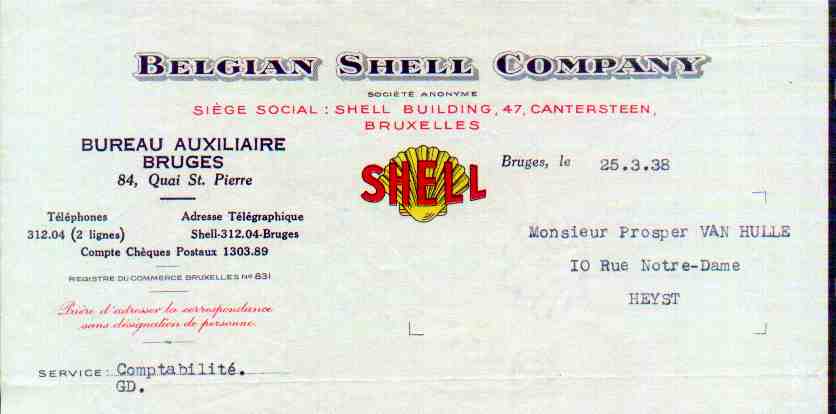 BELGIAN SHELL COMPANY
SOCIÉTÉ ANONYME
SIÈGE SOCIAL : SHELL BUILDING, 47, CANTERSTEEN,
BRUXELLES
BUREAU AUXILIAIRE
BRUGES
84, Quai St. Pierre
Téléphones
312.04 (2 lignes)
Adresse Télégraphique
Shell-312.04-Bruges
Compte Chèques Postaux 1303.89
REGISTRE DU COMMERCE BRUXELLES Nº 831
Prière d'adresser la correspondance
sans désignation de personne.
SERVICE: Comptabilité.
GD.
SHELL
Bruges, le 25.3.38
Monsieur Prosper VAN HULLE
IO Rue Notre-Dame
HEYST